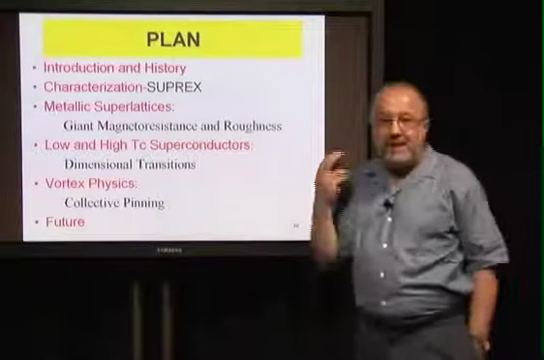 PLAN
• Introduction and History
• Characterization-SUPREX
• Metallic Superlattices:
Giant Magnetoresistance and Roughness
• Low and High Tc Superconductors:
Dimensional Transitions
• Vortex Physics:
Collective Pinning
• Future
SAMSUNG